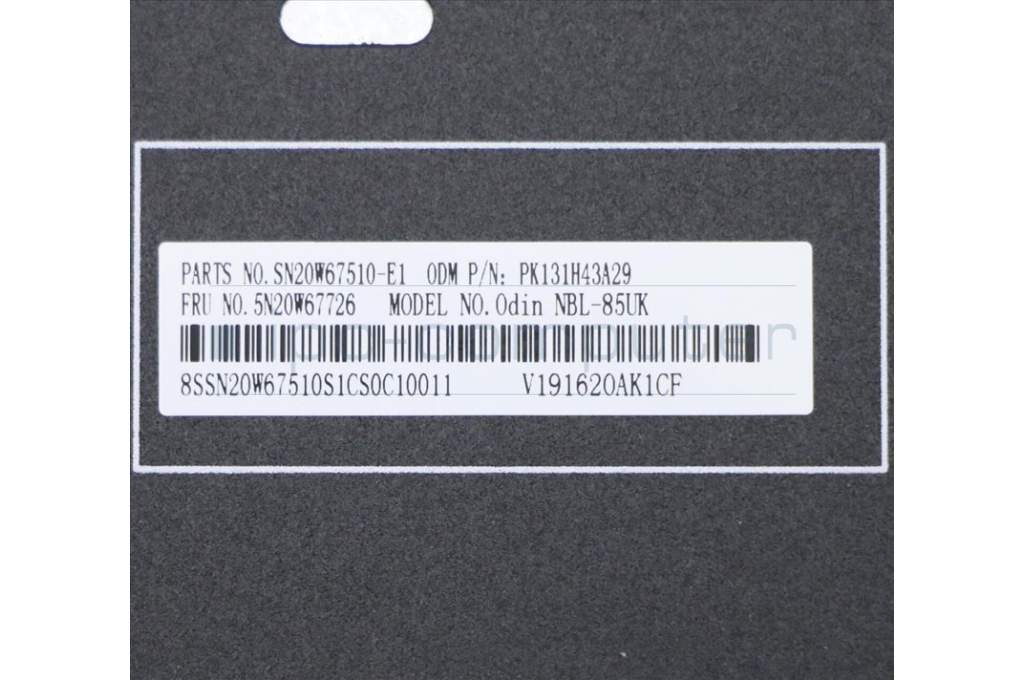 PARTS NO.SN20W67510-E1 ODM P/N: PK131H43A29
FRU NO.5N20W67726 MODEL NO.Odin NBL-85UK
8SSN20W67510S1CS0C10011 V191620AK1CF